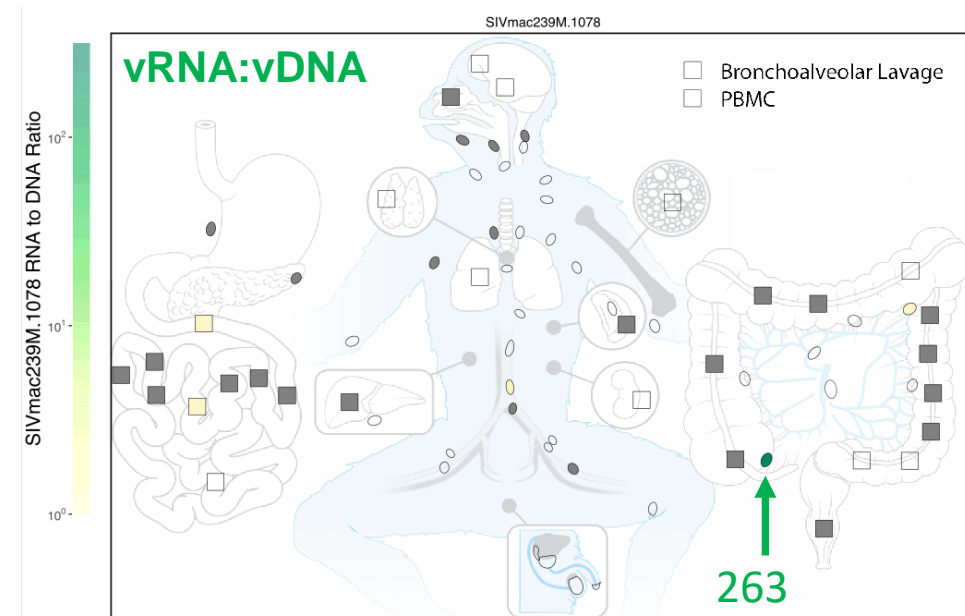 SIVmac239M.1078
vRNA:vDNA
Bronchoalveolar Lavage
PBMC
SIVmac239M.1078 RNA to DNA Ratio
10²
10¹
10⁰
263